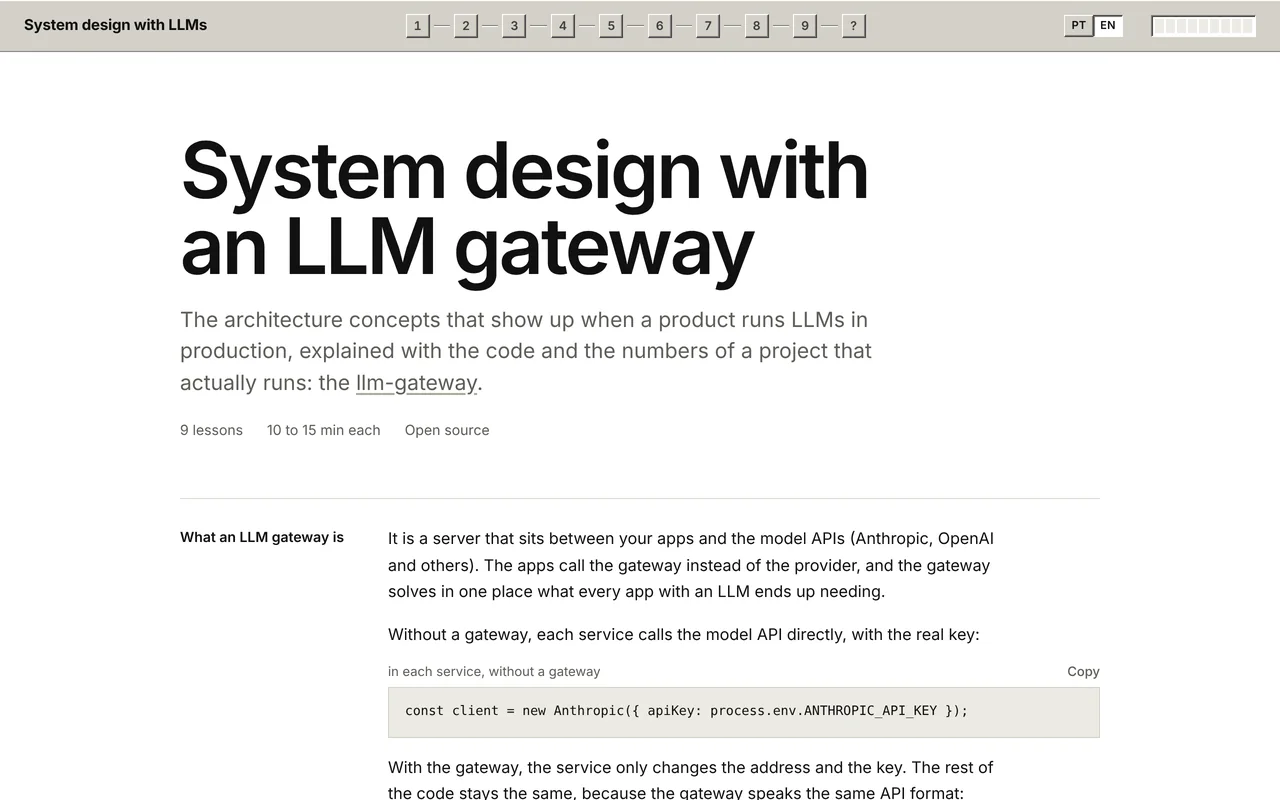 System design with LLMs
1 2 3 4 5 6 7 8 9 ?
PT EN
System design with
an LLM gateway
The architecture concepts that show up when a product runs LLMs in
production, explained with the code and the numbers of a project that
actually runs: the llm-gateway.
9 lessons 10 to 15 min each Open source
What an LLM gateway is
It is a server that sits between your apps and the model APIs (Anthropic, OpenAI
and others). The apps call the gateway instead of the provider, and the gateway
solves in one place what every app with an LLM ends up needing.
Without a gateway, each service calls the model API directly, with the real key:
in each service, without a gateway Copy
const client = new Anthropic({ apiKey: process.env.ANTHROPIC_API_KEY });
With the gateway, the service only changes the address and the key. The rest of
the code stays the same, because the gateway speaks the same API format: